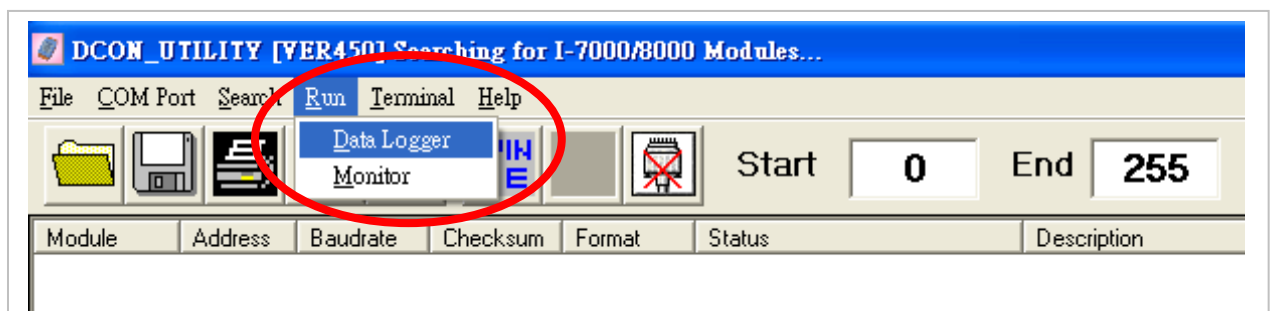 DCON_UTILITY [VER450] Searching for I-7000/8000 Modules...
File COM Port Search Run Terminal Help
Data Logger
Monitor
Start 0 End 255
Module Address Baudrate Checksum Format Status Description